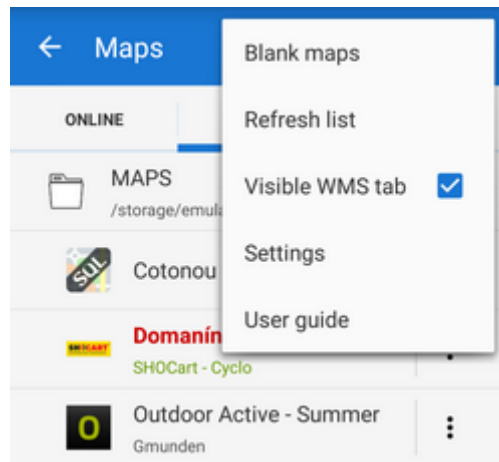 Maps
Blank maps
Refresh list
Visible WMS tab
Settings
User guide
ONLINE
MAPS
/storage/emula
SQL
Cotonou
SHOCART
Domanín
SHOCart - Cyclo
Outdoor Active - Summer
Gmunden